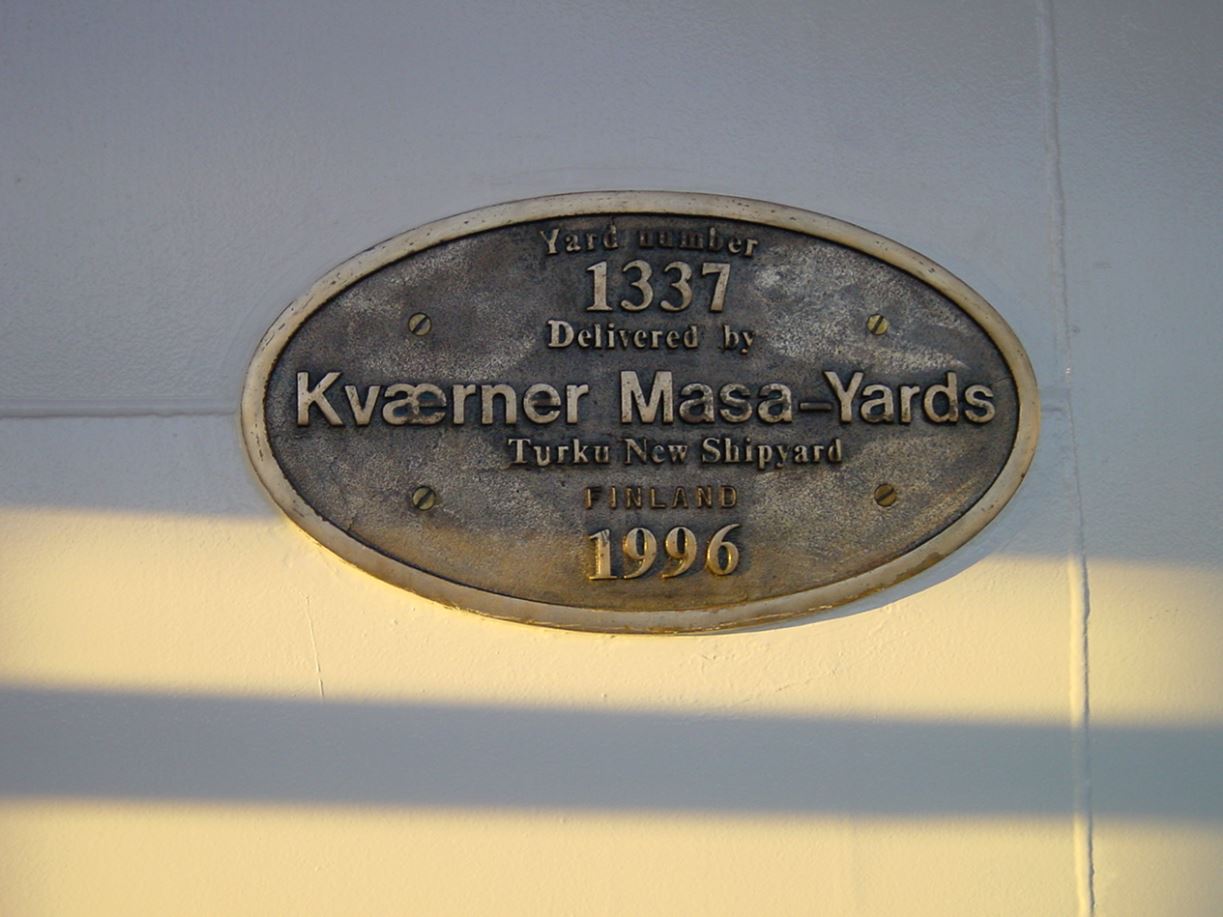 Yard number
1337
Delivered by
Kværner Masa-Yards
Turku New Shipyard
FINLAND
1996